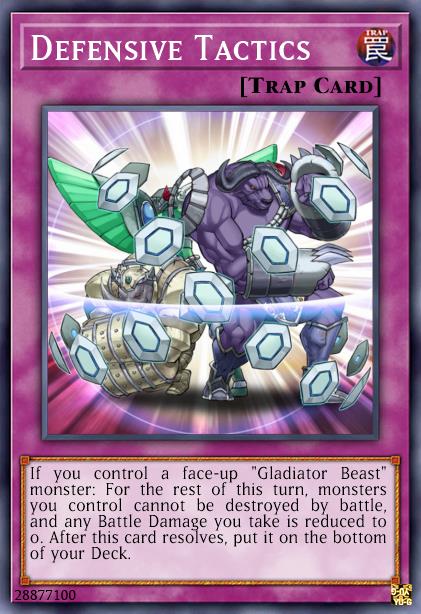 Defensive Tactics
TRAP
罠
[Trap Card]
If you control a face-up "Gladiator Beast"
monster: For the rest of this turn, monsters
you control cannot be destroyed by battle,
and any Battle Damage you take is reduced to
0. After this card resolves, put it on the bottom
of your Deck.
28877100